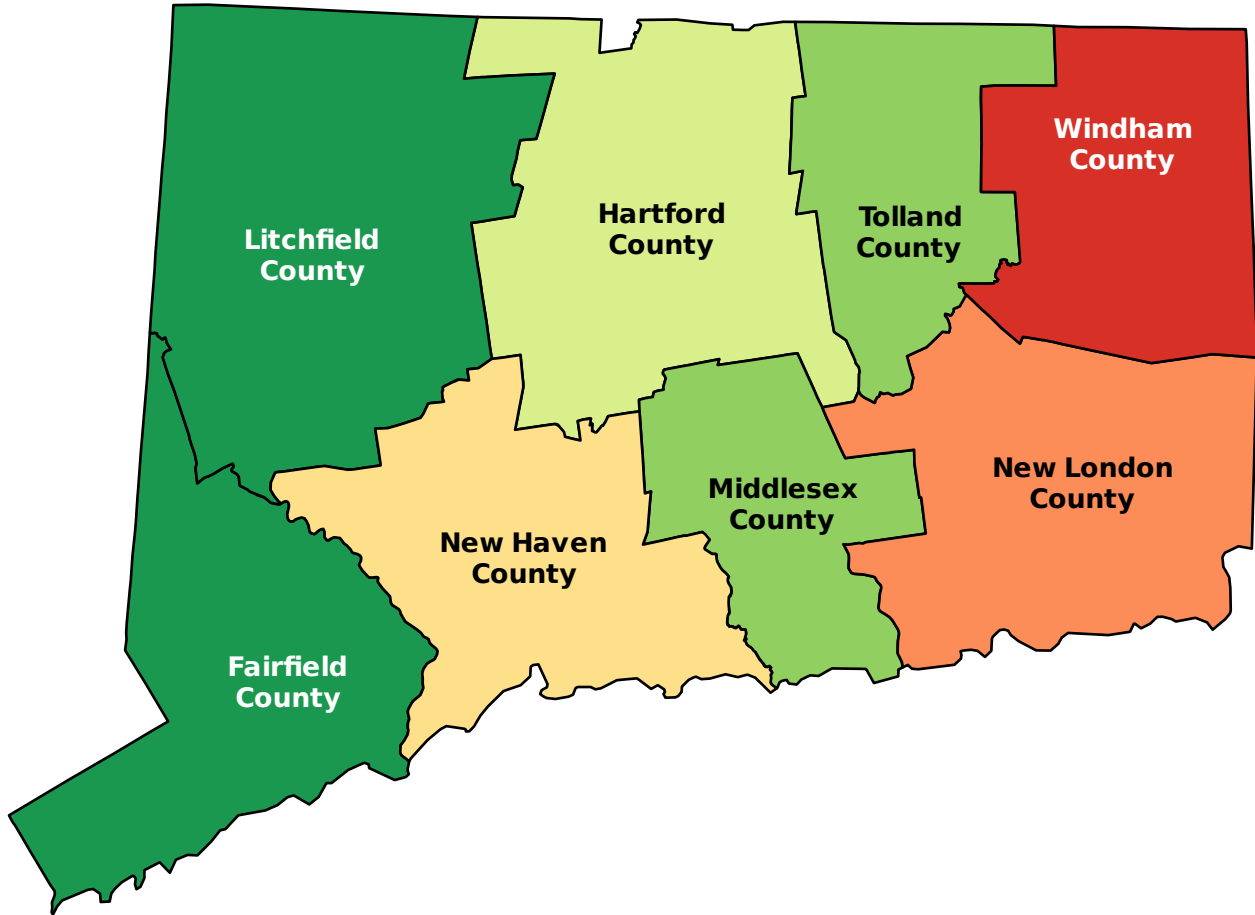 Windham
County
Hartford
County
Tolland
County
Litchfield
County
New London
County
Middlesex
County
New Haven
County
Fairfield
County